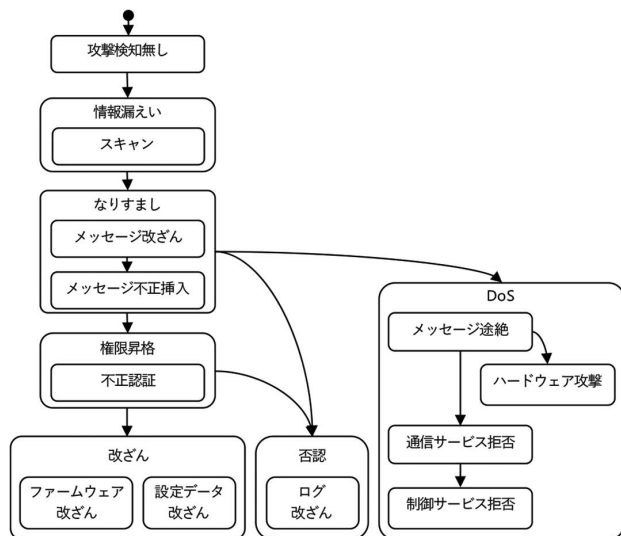 攻撃検知無し
情報漏えい
スキャン
なりすまし
メッセージ改ざん
メッセージ不正挿入
権限昇格
不正認証
改ざん
ファームウェア
改ざん
設定データ
改ざん
否認
ログ
改ざん
DoS
メッセージ途絶
ハードウェア攻撃
通信サービス拒否
制御サービス拒否